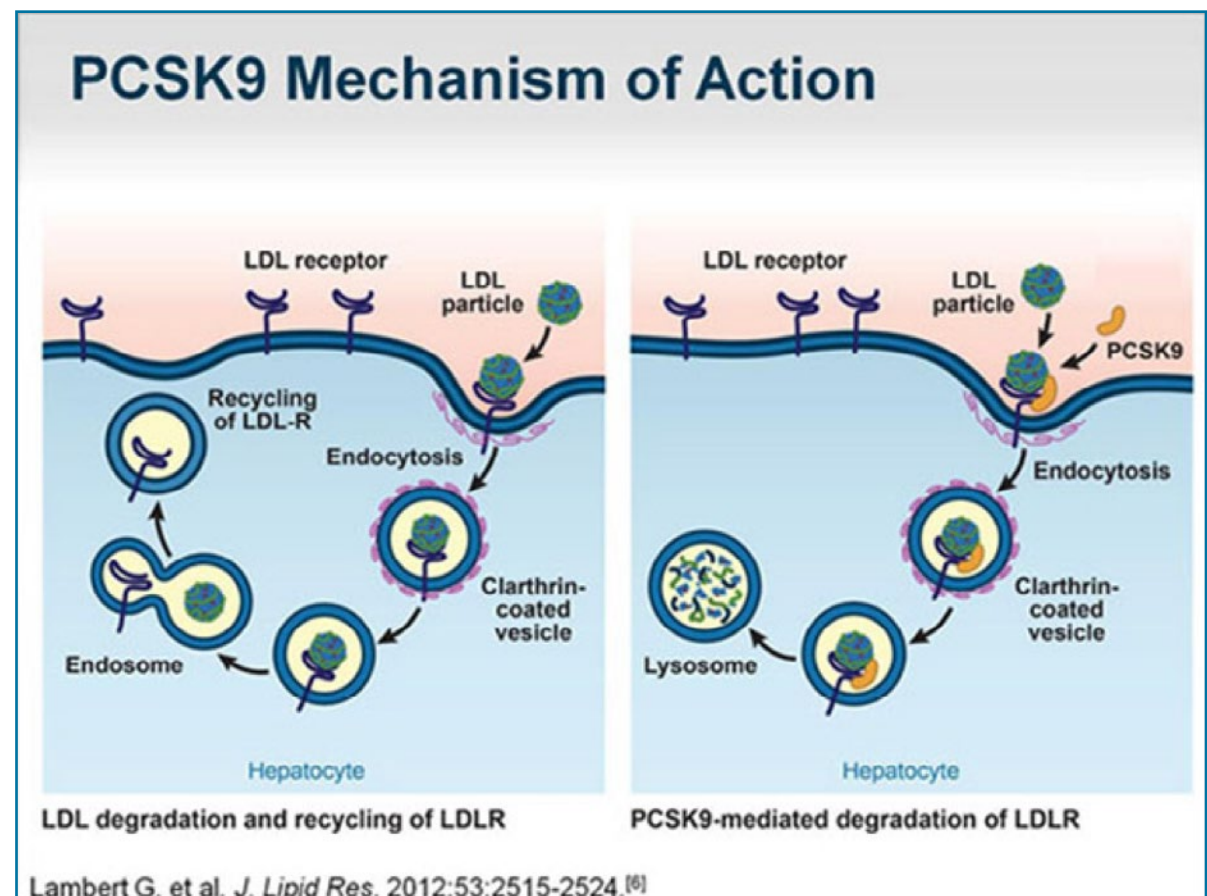 PCSK9 Mechanism of Action
LDL receptor
LDL
particle
Recycling
of LDL-R
Endocytosis
Clarthrin-
coated
vesicle
Endosome
Hepatocyte
LDL degradation and recycling of LDLR
LDL receptor
LDL
particle
PCSK9
Endocytosis
Clarthrin-
coated
vesicle
Lysosome
Hepatocyte
PCSK9-mediated degradation of LDLR
Lambert G, et al. J. Lipid Res. 2012;53:2515-2524.[6]